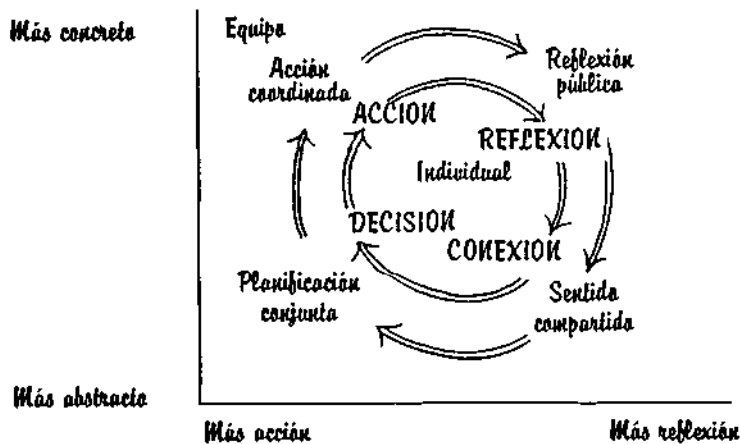 Más concreto
Equipo
Acción
coordinada
Reflexión
pública
ACCION
REFLEXION
Individual
DECISION
CONEXION
Planificación
conjunta
Sentido
compartido
Más abstracto
Más acción
Más reflexión